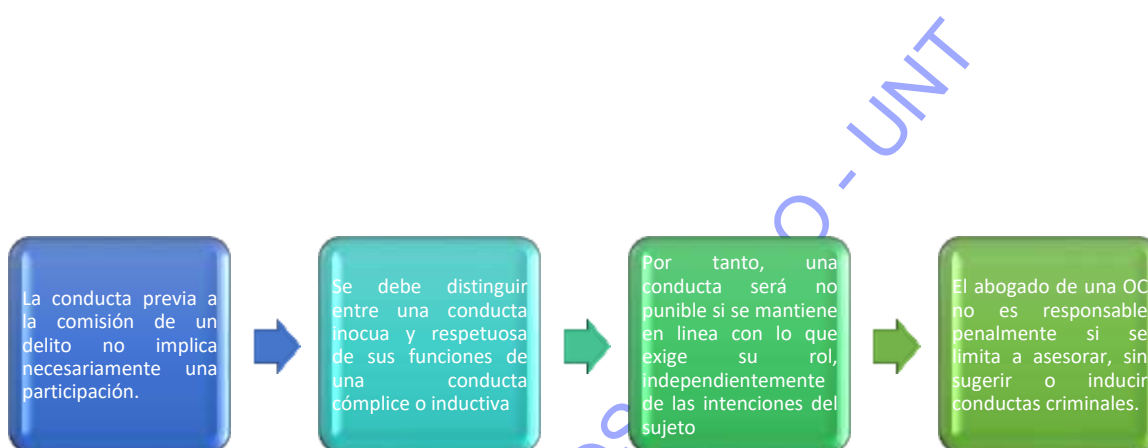 La conducta previa a
la comisión de un
delito no implica
necesariamente una
participación.
Se debe distinguir
entre una conducta
inocua y respetuosa
de sus funciones de
una conducta
cómplice o inductiva
Por tanto, una
conducta será no
punible si se mantiene
en linea con lo que
exige su rol,
independientemente
de las intenciones del
sujeto
El abogado de una OC
no es responsable
penalmente si se
limita a asesorar, sin
sugerir o inducir
conductas criminales.
O - UNT